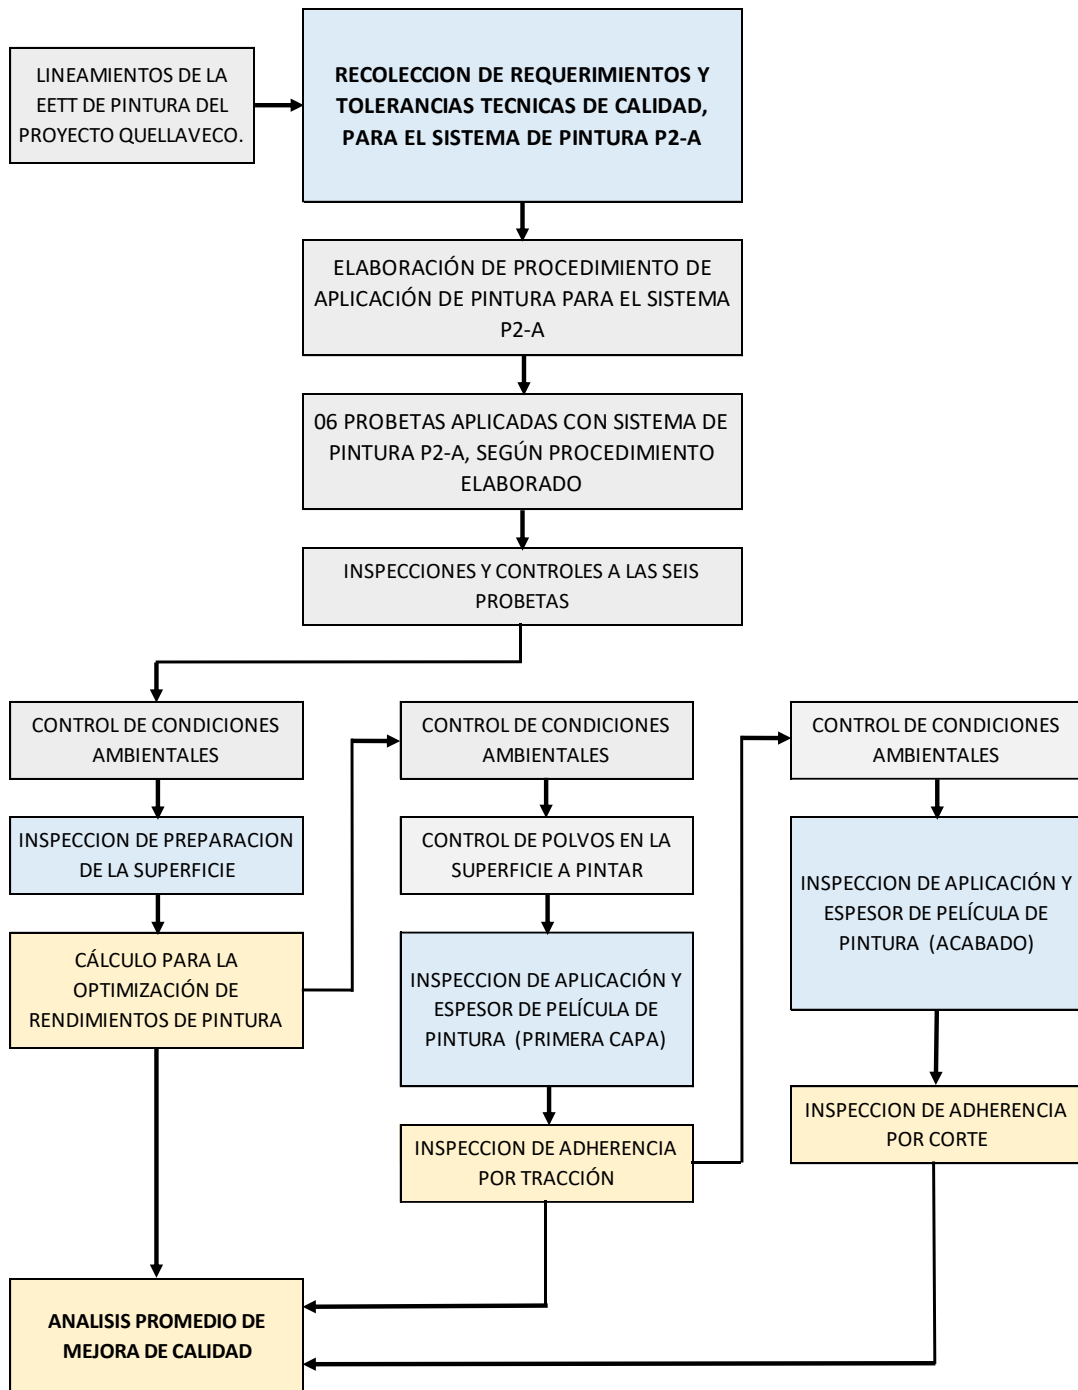 LINEAMIENTOS DE LA
EETT DE PINTURA DEL
PROYECTO QUELLAVECO.
RECOLECCION DE REQUERIMIENTOS Y
TOLERANCIAS TECNICAS DE CALIDAD,
PARA EL SISTEMA DE PINTURA P2-A
ELABORACIÓN DE PROCEDIMIENTO DE
APLICACIÓN DE PINTURA PARA EL SISTEMA
P2-A
06 PROBETAS APLICADAS CON SISTEMA DE
PINTURA P2-A, SEGÚN PROCEDIMIENTO
ELABORADO
INSPECCIONES Y CONTROLES A LAS SEIS
PROBETAS
CONTROL DE CONDICIONES
AMBIENTALES
INSPECCION DE PREPARACION
DE LA SUPERFICIE
CÁLCULO PARA LA
OPTIMIZACIÓN DE
RENDIMIENTOS DE PINTURA
CONTROL DE CONDICIONES
AMBIENTALES
CONTROL DE POLVOS EN LA
SUPERFICIE A PINTAR
INSPECCION DE APLICACIÓN Y
ESPESOR DE PELÍCULA DE
PINTURA (PRIMERA CAPA)
INSPECCION DE ADHERENCIA
POR TRACCIÓN
CONTROL DE CONDICIONES
AMBIENTALES
INSPECCION DE APLICACIÓN Y
ESPESOR DE PELÍCULA DE
PINTURA (ACABADO)
INSPECCION DE ADHERENCIA
POR CORTE
ANALISIS PROMEDIO DE
MEJORA DE CALIDAD